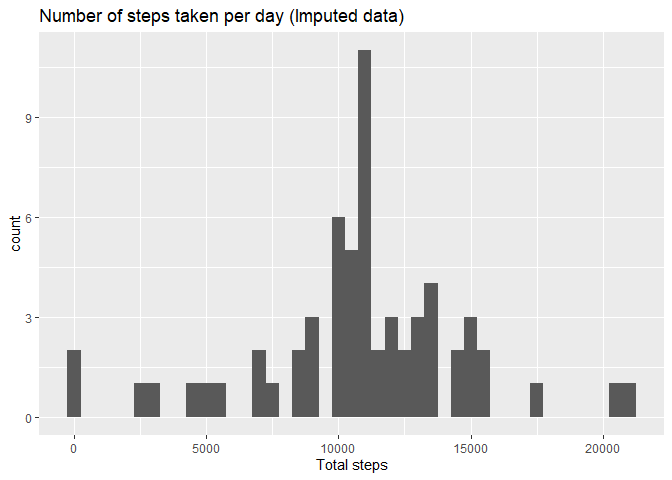 Number of steps taken per day (Imputed data)
9
6
3
0
count
0 5000 10000 15000 20000
Total steps